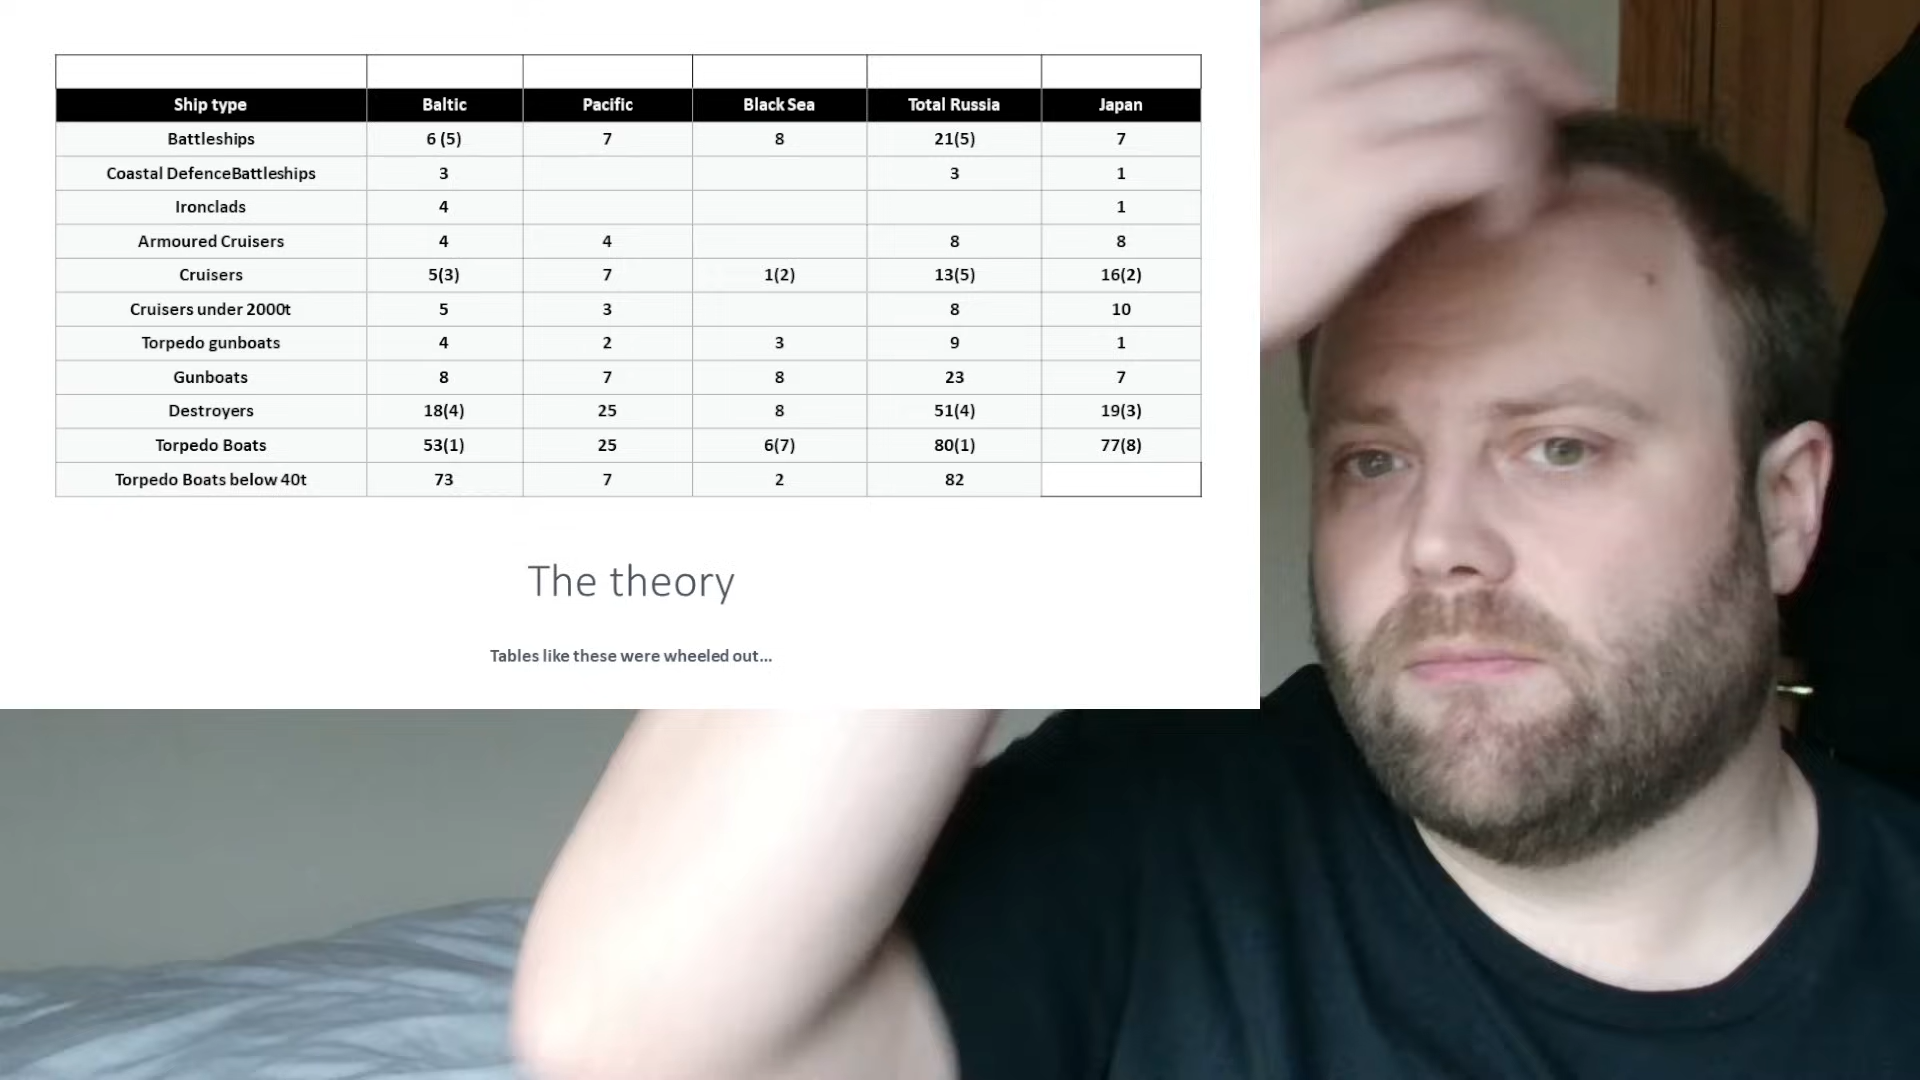 Ship type Baltic Pacific Black Sea Total Russia Japan
Battleships 6 (5) 7 8 21(5) 7
Coastal DefenceBattleships 3 3 1
Ironclads 4 1
Armoured Cruisers 4 4 8 8
Cruisers 5(3) 7 1(2) 13(5) 16(2)
Cruisers under 2000t 5 3 8 10
Torpedo gunboats 4 2 3 9 1
Gunboats 8 7 8 23 7
Destroyers 18(4) 25 8 51(4) 19(3)
Torpedo Boats 53(1) 25 6(7) 80(1) 77(8)
Torpedo Boats below 40t 73 7 2 82
The theory
Tables like these were wheeled out...